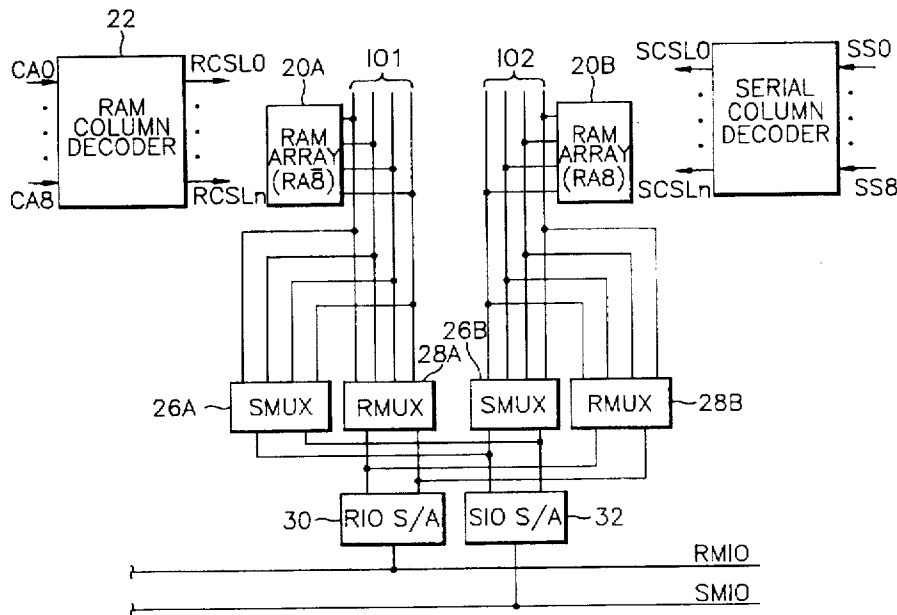 22
CA0
CA8
RAM
COLUMN
DECODER
RCSL0
RCSLn
20A
IO1
RAM
ARRAY
(RA8̅)
IO2
20B
RAM
ARRAY
(RA8)
SCSL0
SCSLn
SERIAL
COLUMN
DECODER
SS0
SS8
26A
SMUX
28A
RMUX
26B
SMUX
RMUX
28B
30
RIO S/A
SIO S/A
32
RMIO
SMIO